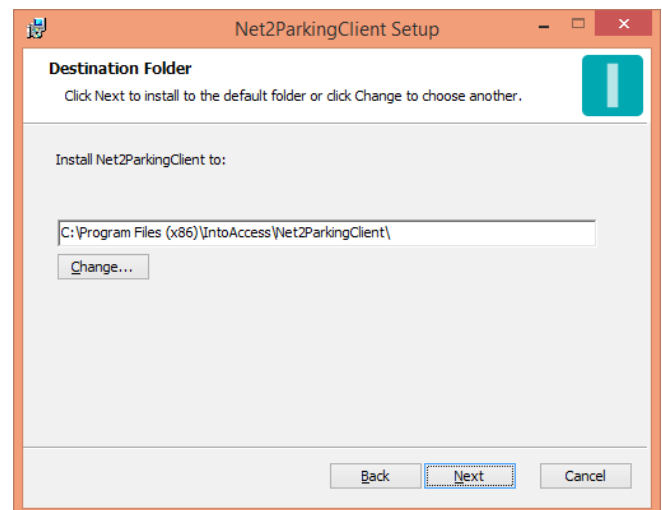 Net2ParkingClient Setup
Destination Folder
Click Next to install to the default folder or click Change to choose another.
Install Net2ParkingClient to:
C:\Program Files (x86)\IntoAccess\Net2ParkingClient\
Change...
Back Next Cancel